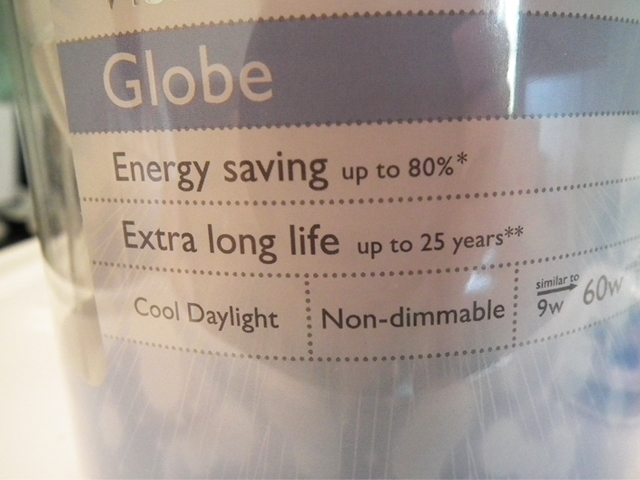 Globe
Energy saving up to 80%*
Extra long life up to 25 years**
Cool Daylight
Non-dimmable
similar to
9w 60w